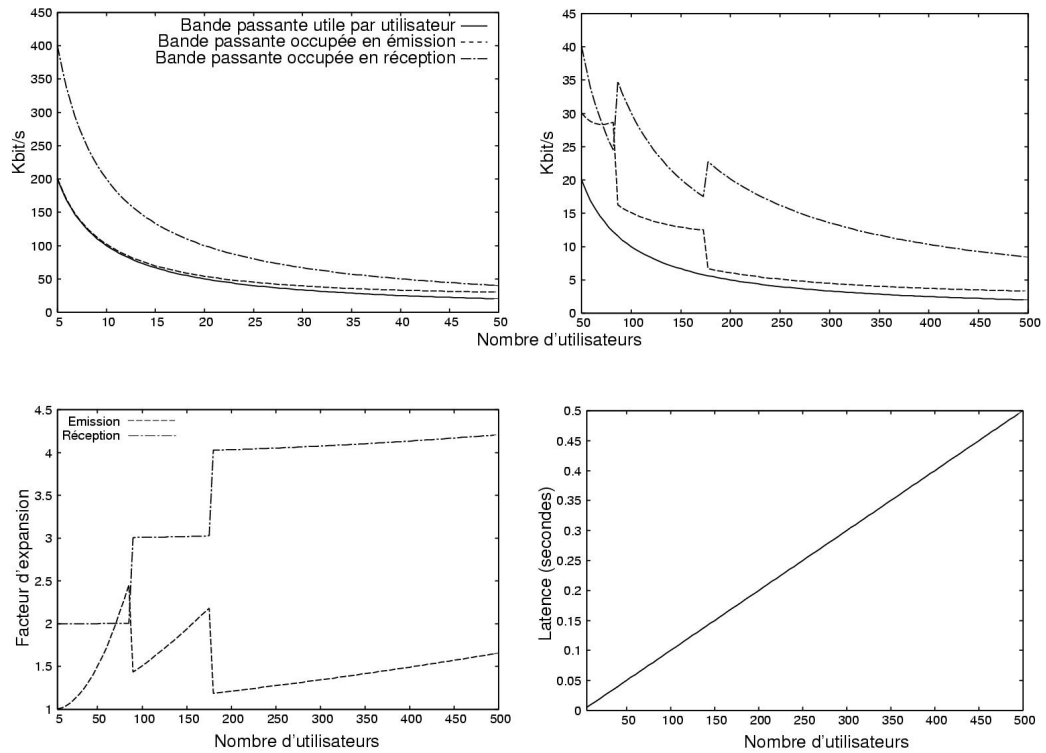 450
400
350
300
250
200
150
100
50
0
Kbit/s
Bande passante utile par utilisateur
Bande passante occupée en émission
Bande passante occupée en réception
5 10 15 20 25 30 35 40 45 50
45
40
35
30
25
20
15
10
5
0
Kbit/s
50 100 150 200 250 300 350 400 450 500
Nombre d'utilisateurs
4.5
4
3.5
3
2.5
2
1.5
1
Facteur d'expansion
Emission
Réception
5 50 100 150 200 250 300 350 400 450 500
Nombre d'utilisateurs
0.5
0.45
0.4
0.35
0.3
0.25
0.2
0.15
0.1
0.05
0
Latence (secondes)
50 100 150 200 250 300 350 400 450 500
Nombre d'utilisateurs